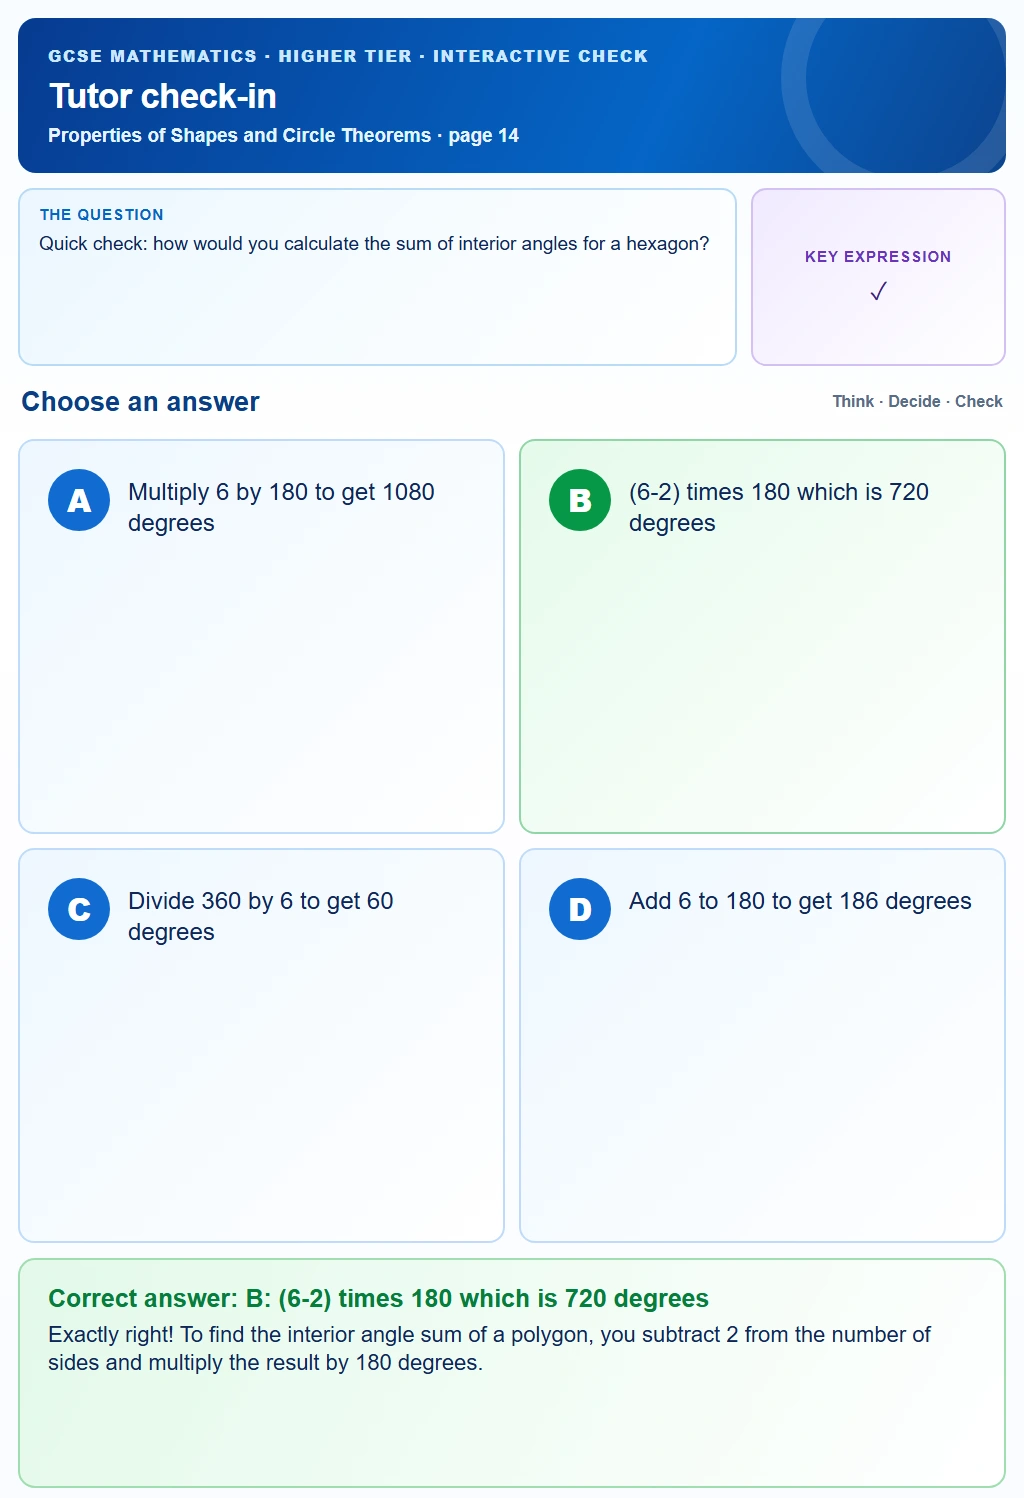 GCSE MATHEMATICS · HIGHER TIER · INTERACTIVE CHECK
Tutor check-in
Properties of Shapes and Circle Theorems · page 14
THE QUESTION
Quick check: how would you calculate the sum of interior angles for a hexagon?
KEY EXPRESSION
✓
Choose an answer
Think · Decide · Check
A
Multiply 6 by 180 to get 1080
degrees
B
(6-2) times 180 which is 720
degrees
C
Divide 360 by 6 to get 60
degrees
D
Add 6 to 180 to get 186 degrees
Correct answer: B: (6-2) times 180 which is 720 degrees
Exactly right! To find the interior angle sum of a polygon, you subtract 2 from the number of
sides and multiply the result by 180 degrees.